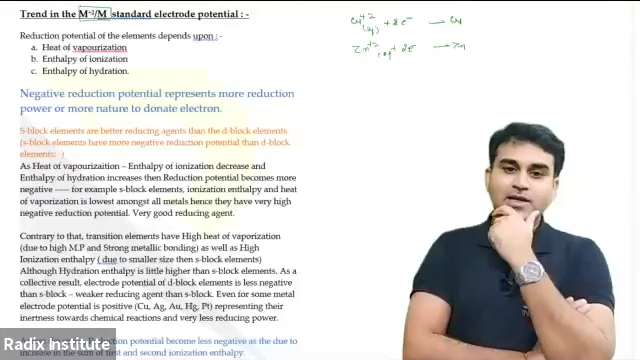 Trend in the M⁺²/M standard electrode potential : -
Reduction potential of the elements depends upon :
a. Heat of vapourization
b. Enthalpy of ionization
c. Enthalpy of hydration.
Negative reduction potential represents more reduction
power or more nature to donate electron.
S-block elements are better reducing agents than the d-block elements
(s-block elements have more negative reduction potential than d-block
elements: -)
As Heat of vapourizaition – Enthalpy of ionization decrease and
Enthalpy of hydration increases then Reduction potential becomes more
negative ----- for example s-block elements, ionization enthalpy and heat
of vaporization is lowest amongst all metals hence they have very high
negative reduction potential. Very good reducing agent.
Contrary to that, transition elements have High heat of vaporization
(due to high M.P and Strong metallic bonding) as well as High
Ionization enthalpy ( due to smaller size then s-block elements)
Although Hydration enthalpy is little higher than s-block elements. As a
collective result, electrode potential of d-block elements is less negative
than s-block – weaker reducing agent than s-block. Even for some metal
electrode potential is positive (Cu, Ag, Au, Hg, Pt) representing their
inertness towards chemical reactions and very less reducing power.
reduction potential become less negative as the due to
increase in the sum of first and second ionization enthalpy.
Cu⁺²(aq) + 2e⁻ → Cu
Zn⁺²(aq) + 2e⁻ → Zn
Radix Institute